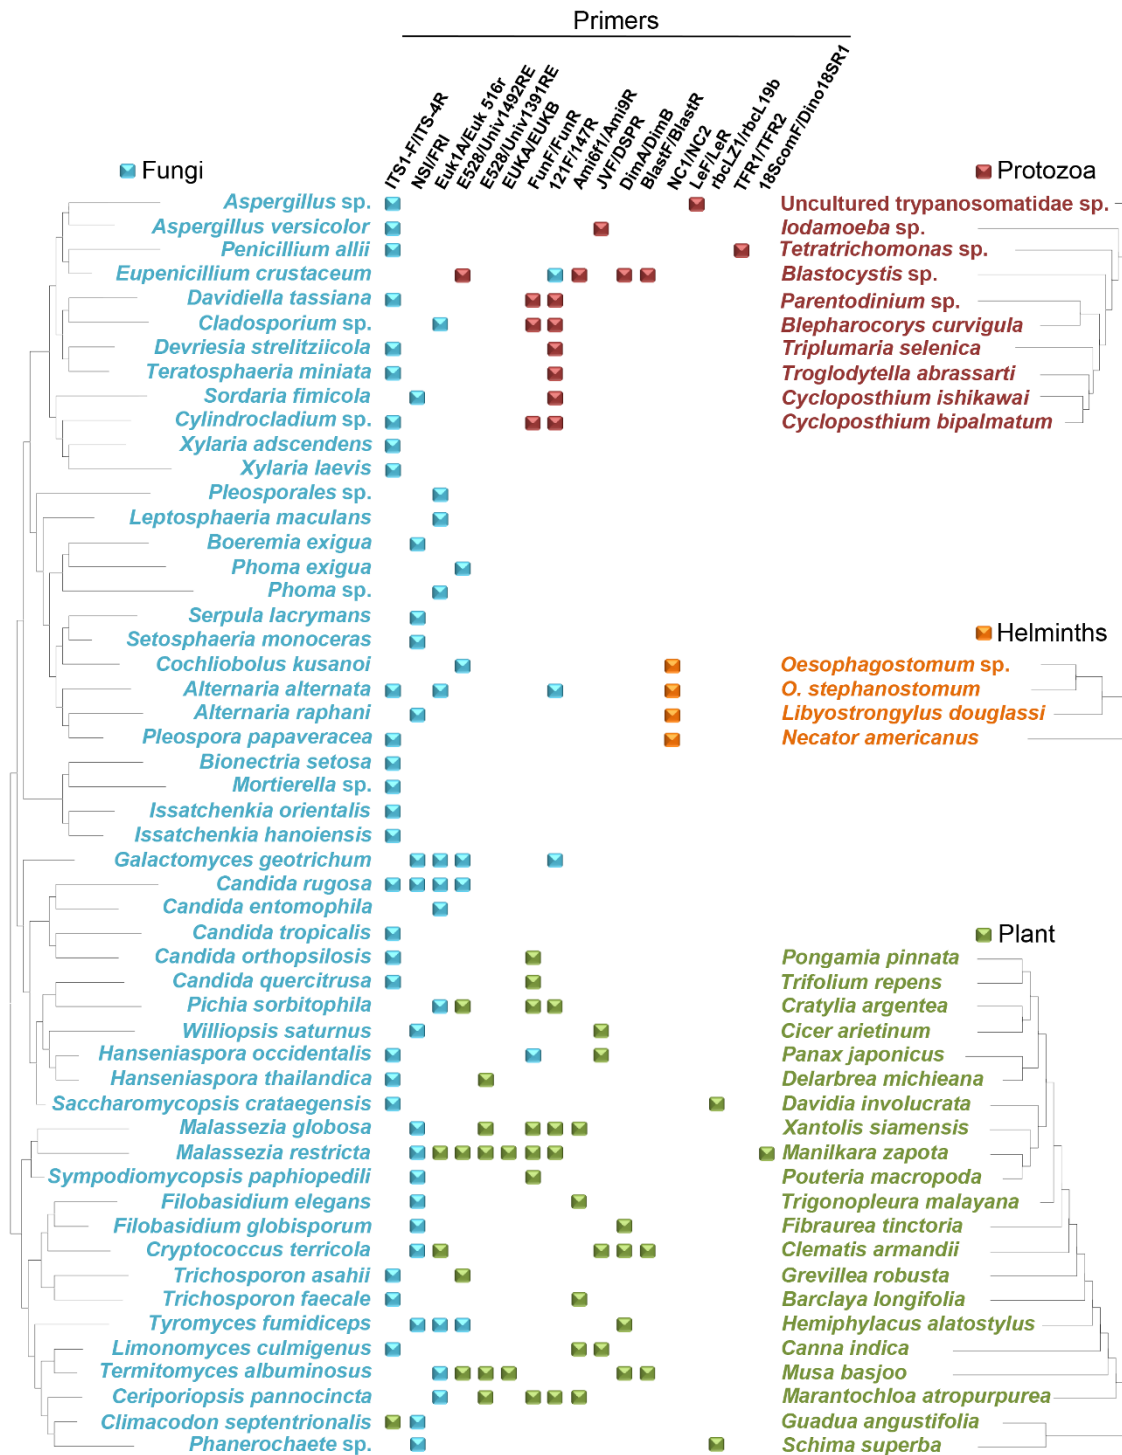 Primers
ITS1-F/ITS-4R
NSI/FRI
Euk1A/Euk 516r
E528/Univ1492RE
E528/Univ1391RE
EUKA/EUKB
FunF/FunR
121F/147R
Ami6f1/Ami9R
JVF/DSPR
DimA/DimB
BlastF/BlastR
NC1/NC2
LeF/LeR
rbcLZ1/rbcL 19b
TFR1/TFR2
18ScomF/Dino18SR1
Fungi
Aspergillus sp.
Aspergillus versicolor
Penicillium allii
Eupenicillium crustaceum
Davidiella tassiana
Cladosporium sp.
Devriesia strelitziicola
Teratosphaeria miniata
Sordaria fimicola
Cylindrocladium sp.
Xylaria adscendens
Xylaria laevis
Pleosporales sp.
Leptosphaeria maculans
Boeremia exigua
Phoma exigua
Phoma sp.
Serpula lacrymans
Setosphaeria monoceras
Cochliobolus kusanoi
Alternaria alternata
Alternaria raphani
Pleospora papaveracea
Bionectria setosa
Mortierella sp.
Issatchenkia orientalis
Issatchenkia hanoiensis
Galactomyces geotrichum
Candida rugosa
Candida entomophila
Candida tropicalis
Candida orthopsilosis
Candida quercitrusa
Pichia sorbitophila
Williopsis saturnus
Hanseniaspora occidentalis
Hanseniaspora thailandica
Saccharomycopsis crataegensis
Malassezia globosa
Malassezia restricta
Sympodiomycopsis paphiopedili
Filobasidium elegans
Filobasidium globisporum
Cryptococcus terricola
Trichosporon asahii
Trichosporon faecale
Tyromyces fumidiceps
Limonomyces culmigenus
Termitomyces albuminosus
Ceriporiopsis pannocincta
Climacodon septentrionalis
Phanerochaete sp.
Protozoa
Uncultured trypanosomatidae sp.
Iodamoeba sp.
Tetratrichomonas sp.
Blastocystis sp.
Parentodinium sp.
Blepharocorys curvigula
Triplumaria selenica
Troglodytella abrassarti
Cycloposthium ishikawai
Cycloposthium bipalmatum
Helminths
Oesophagostomum sp.
O. stephanostomum
Libyostrongylus douglassi
Necator americanus
Plant
Pongamia pinnata
Trifolium repens
Cratylia argentea
Cicer arietinum
Panax japonicus
Delarbrea michieana
Davidia involucrata
Xantolis siamensis
Manilkara zapota
Pouteria macropoda
Trigonopleura malayana
Fibraurea tinctoria
Clematis armandii
Grevillea robusta
Barclaya longifolia
Hemiphylacus alatostylus
Canna indica
Musa basjoo
Marantochloa atropurpurea
Guadua angustifolia
Schima superba